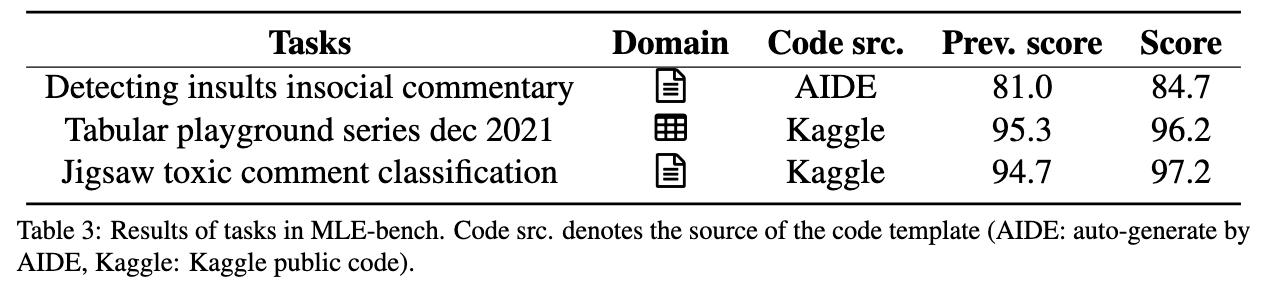 Tasks Domain Code src. Prev. score Score
Detecting insults insocial commentary AIDE 81.0 84.7
Tabular playground series dec 2021 Kaggle 95.3 96.2
Jigsaw toxic comment classification Kaggle 94.7 97.2
Table 3: Results of tasks in MLE-bench. Code src. denotes the source of the code template (AIDE: auto-generate by
AIDE, Kaggle: Kaggle public code).